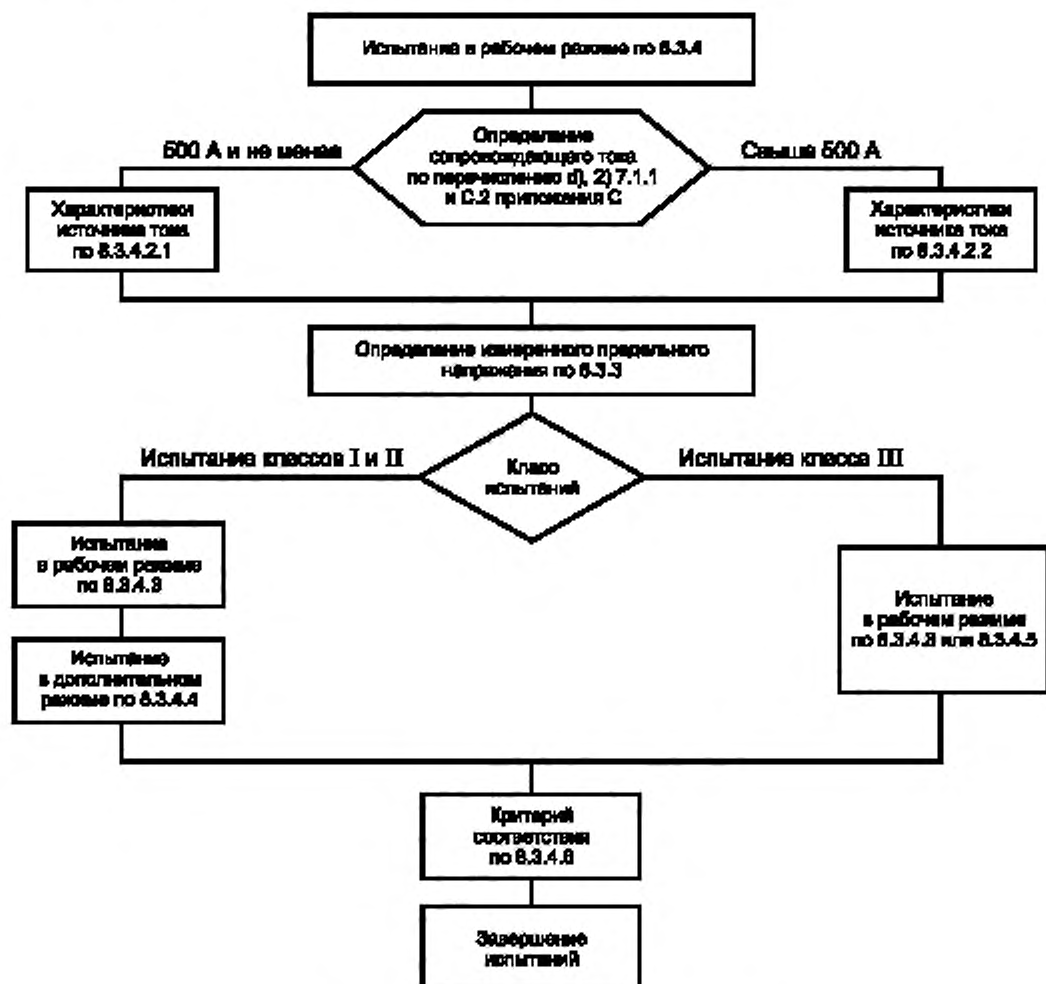 Испытание в рабочем режиме по 8.3.4
Определение
сопровождающего тока
по перечислению d), 2) 7.1.1
и С.2 приложения С
500 А и не менее
Свыше 500 А
Характеристики
источника тока
по 8.3.4.2.1
Характеристики
источника тока
по 8.3.4.2.2
Определение измеренного предельного
напряжения по 8.3.3
Класс
испытаний
Испытание классов I и II
Испытание класса III
Испытание
в рабочем режиме
по 8.3.4.3
Испытание
в дополнительном
режиме по 8.3.4.4
Испытание
в рабочем режиме
по 8.3.4.3 или 8.3.4.5
Критерий
соответствия
по 8.3.4.6
Завершение
испытаний